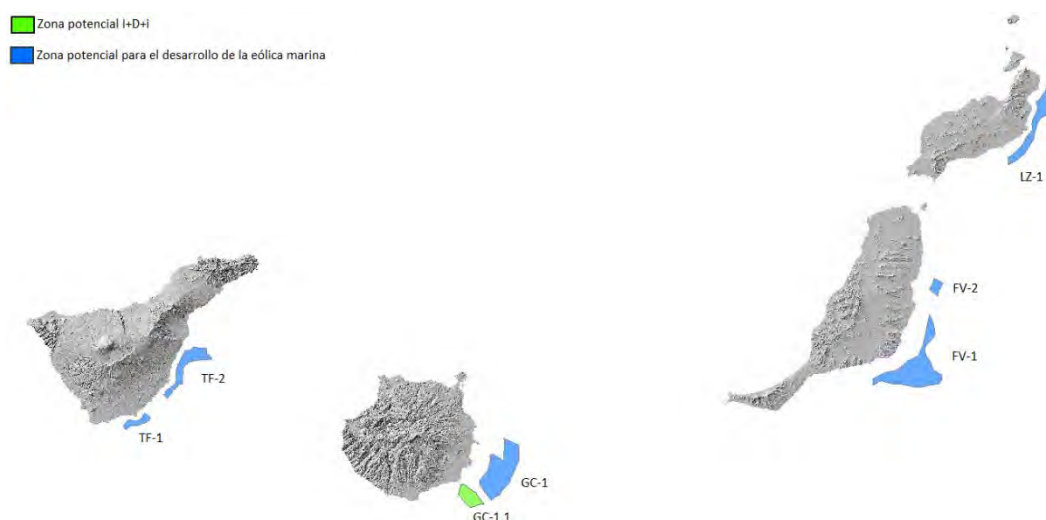 Zona potencial i+D+i
Zona potencial para el desarrollo de la eólica marina
LZ-1
FV-2
FV-1
TF-2
TF-1
GC-1
GC-1.1